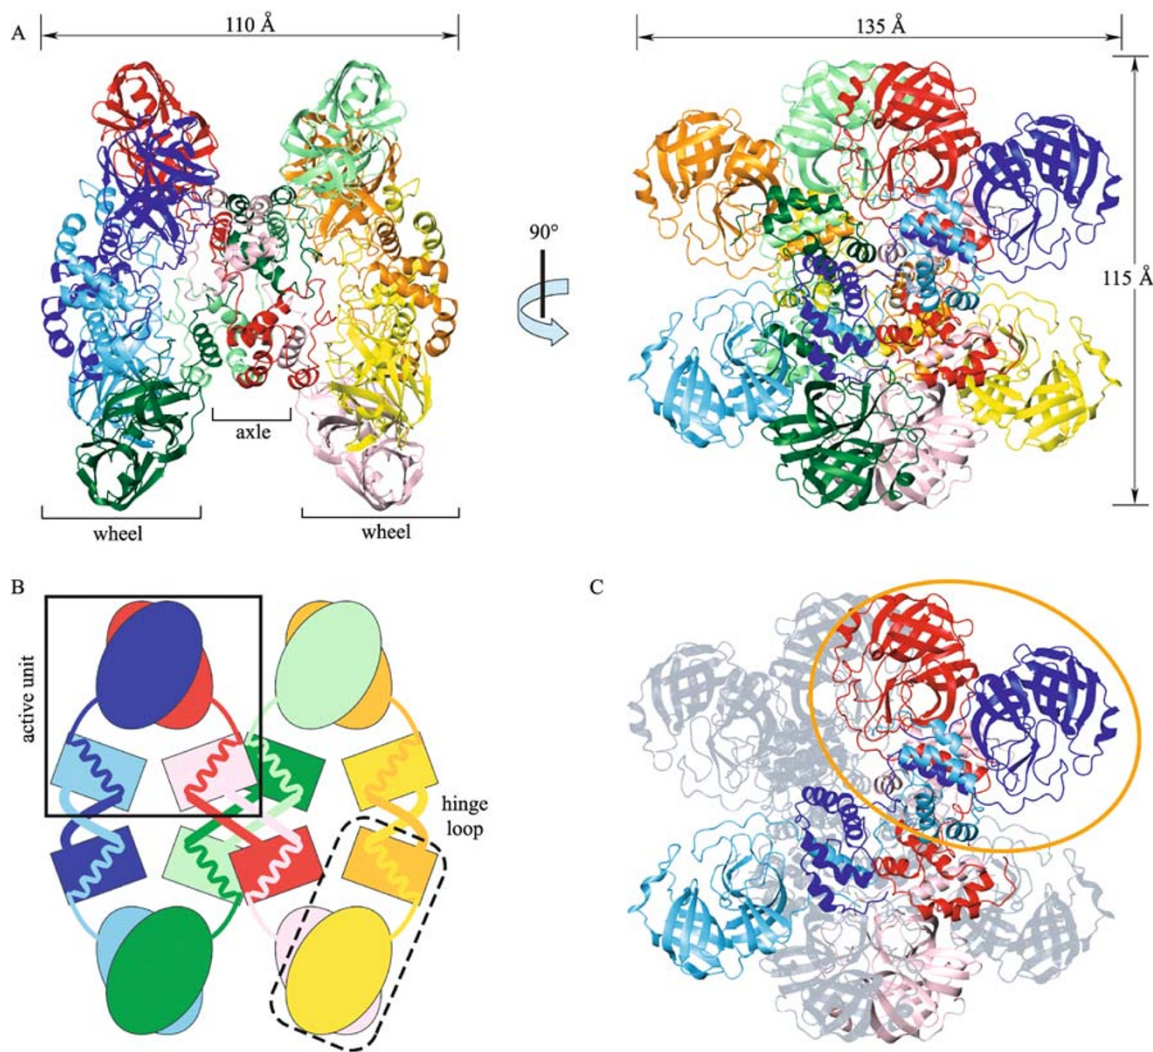 A
110 Å
135 Å
90°
115 Å
axle
wheel
wheel
B
active unit
hinge
loop
C